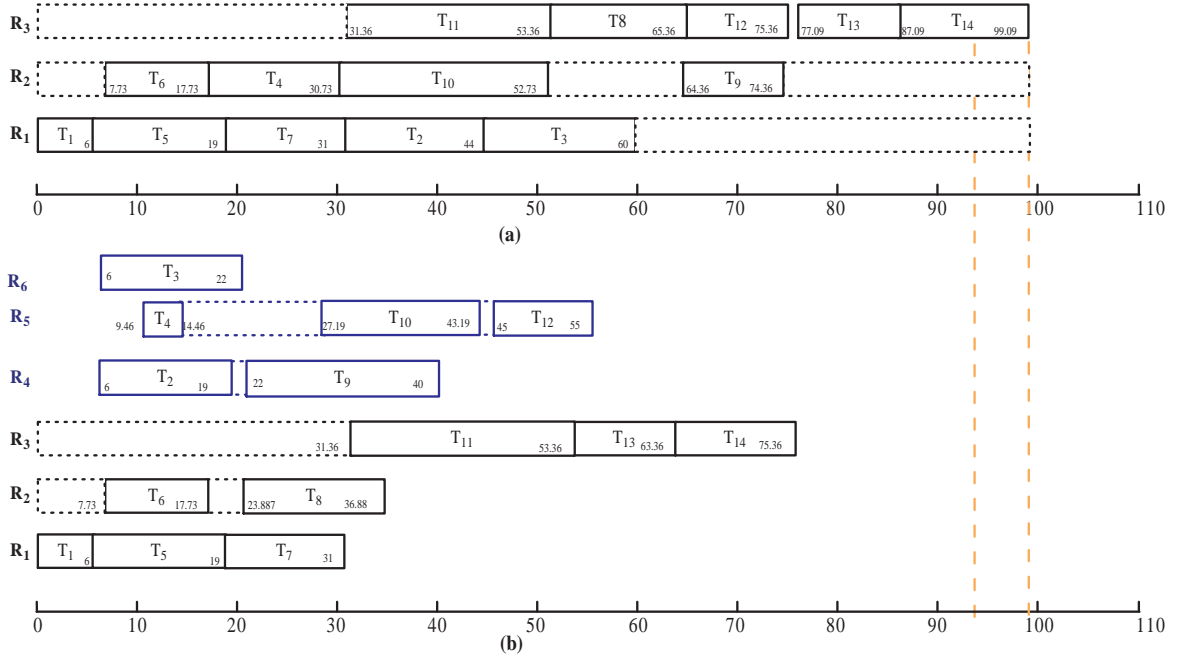 R3 T11 T8 T12 T13 T14
31.36 53.36 65.36 75.36 77.09 87.09 99.09
R2 T6 T4 T10 T9
7.73 17.73 30.73 52.73 64.36 74.36
R1 T1 T5 T7 T2 T3
6 19 31 44 60
0 10 20 30 40 50 60 70 80 90 100 110
(a)
R6 6 T3 22
R5 9.46 T4 14.46 27.19 T10 43.19 45 T12 55
R4 6 T2 19 22 T9 40
R3 31.36 T11 53.36 T13 63.36 T14 75.36
R2 7.73 T6 17.73 23.887 T8 36.88
R1 T1 6 T5 19 T7 31
0 10 20 30 40 50 60 70 80 90 100 110
(b)